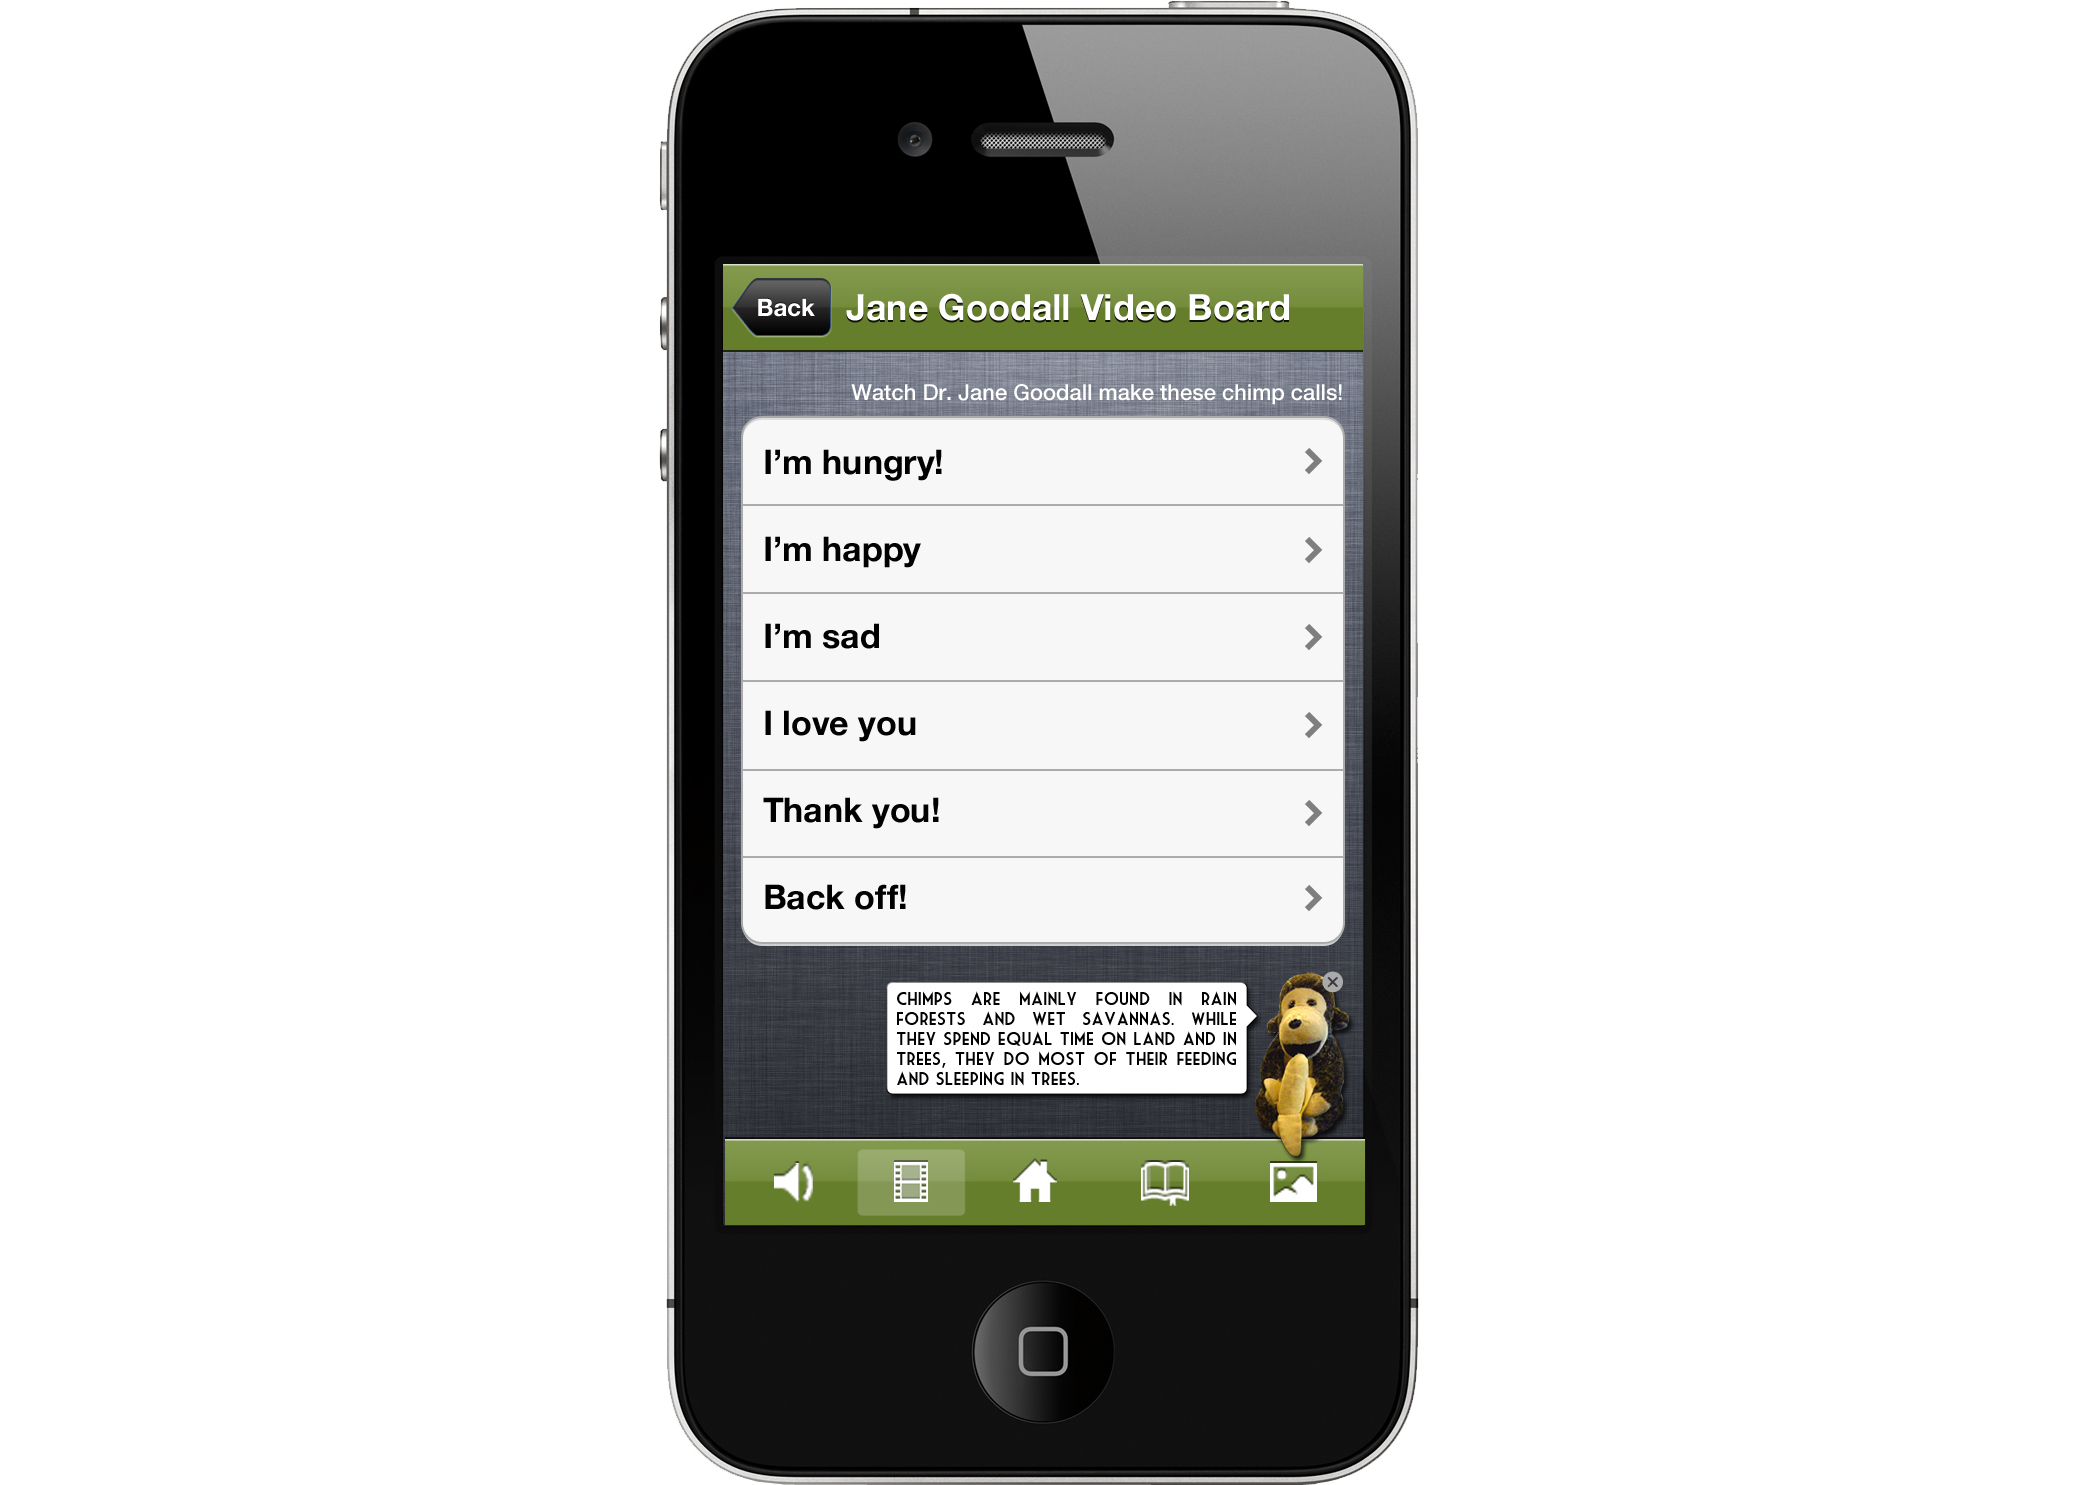 Back
Jane Goodall Video Board
Watch Dr. Jane Goodall make these chimp calls!
I’m hungry!
I’m happy
I’m sad
I love you
Thank you!
Back off!
CHIMPS ARE MAINLY FOUND IN RAIN
FORESTS AND WET SAVANNAS. WHILE
THEY SPEND EQUAL TIME ON LAND AND IN
TREES, THEY DO MOST OF THEIR FEEDING
AND SLEEPING IN TREES.